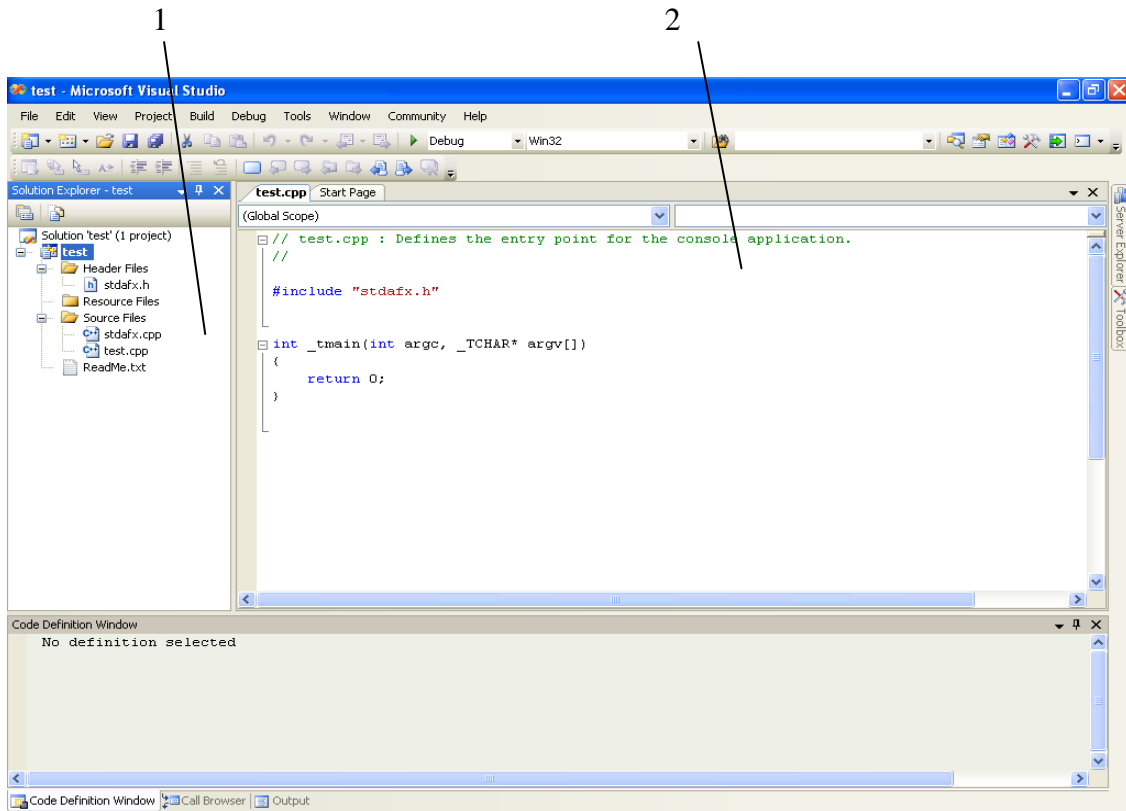 1 2
test - Microsoft Visual Studio
File Edit View Project Build Debug Tools Window Community Help
Debug Win32
Solution Explorer - test
test.cpp Start Page
(Global Scope)
Solution 'test' (1 project)
test
Header Files
stdafx.h
Resource Files
Source Files
stdafx.cpp
test.cpp
ReadMe.txt
// test.cpp : Defines the entry point for the console application.
//
#include "stdafx.h"
int _tmain(int argc, _TCHAR* argv[])
{
return 0;
}
Server Explorer
Toolbox
Code Definition Window
No definition selected
Code Definition Window Call Browser Output